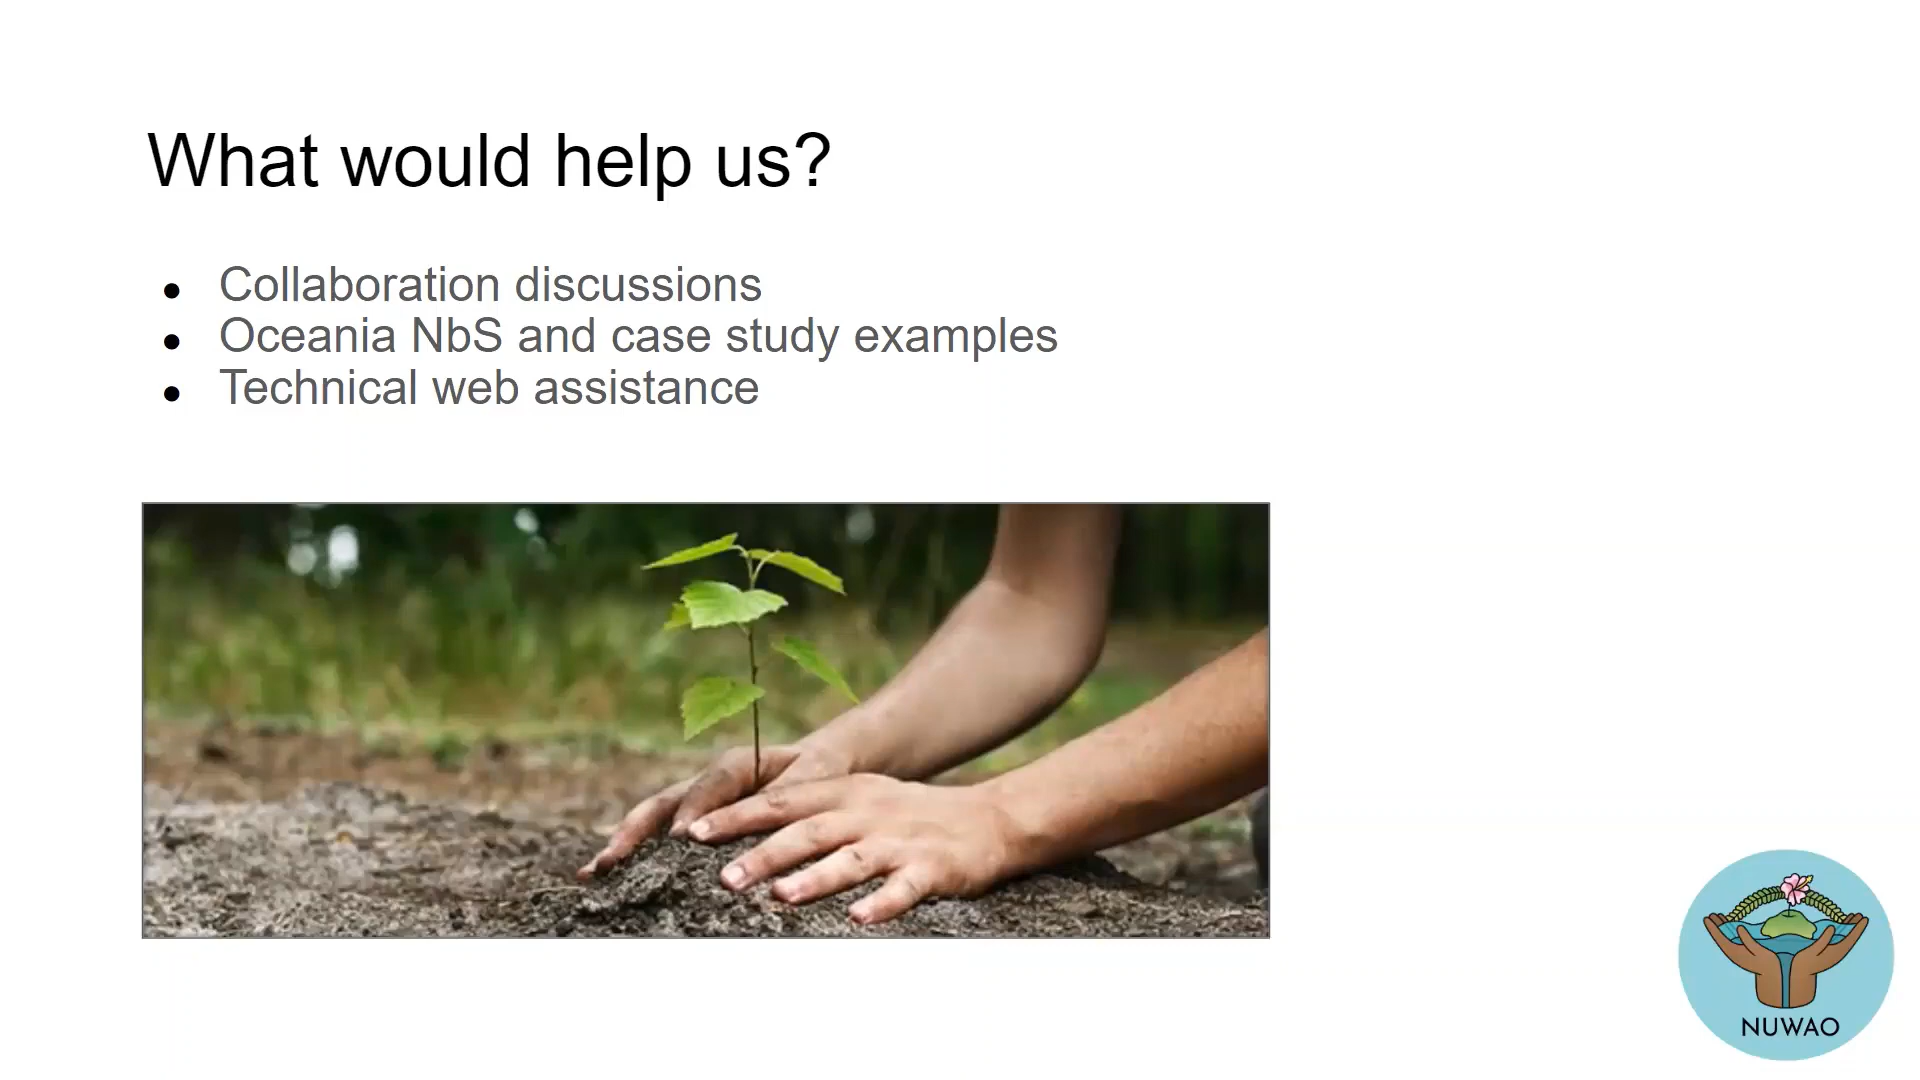 What would help us?
Collaboration discussions
Oceania NbS and case study examples
Technical web assistance
NUWAO